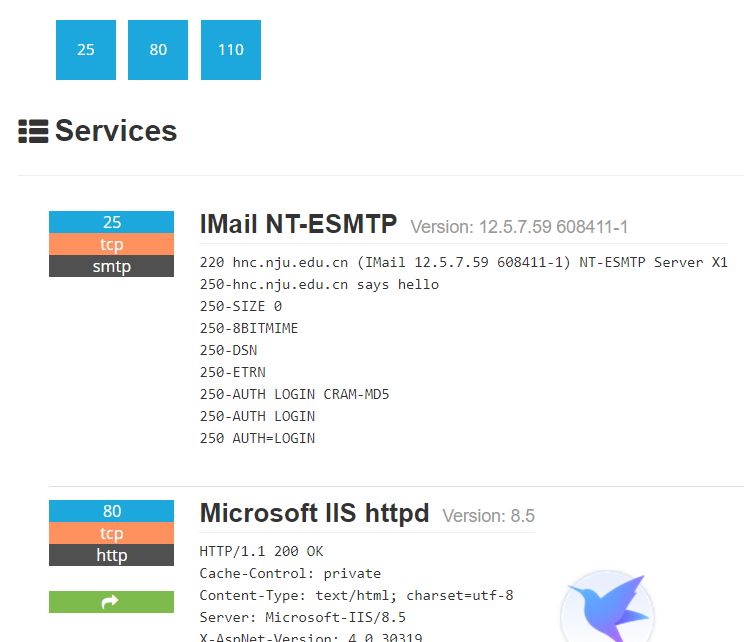 25 80 110
Services
25
tcp
smtp
IMail NT-ESMTP Version: 12.5.7.59 608411-1
220 hnc.nju.edu.cn (IMail 12.5.7.59 608411-1) NT-ESMTP Server X1
250-hnc.nju.edu.cn says hello
250-SIZE 0
250-8BITMIME
250-DSN
250-ETRN
250-AUTH LOGIN CRAM-MD5
250-AUTH LOGIN
250 AUTH=LOGIN
80
tcp
http
Microsoft IIS httpd Version: 8.5
HTTP/1.1 200 OK
Cache-Control: private
Content-Type: text/html; charset=utf-8
Server: Microsoft-IIS/8.5
X-AspNet-Version: 4.0.30319